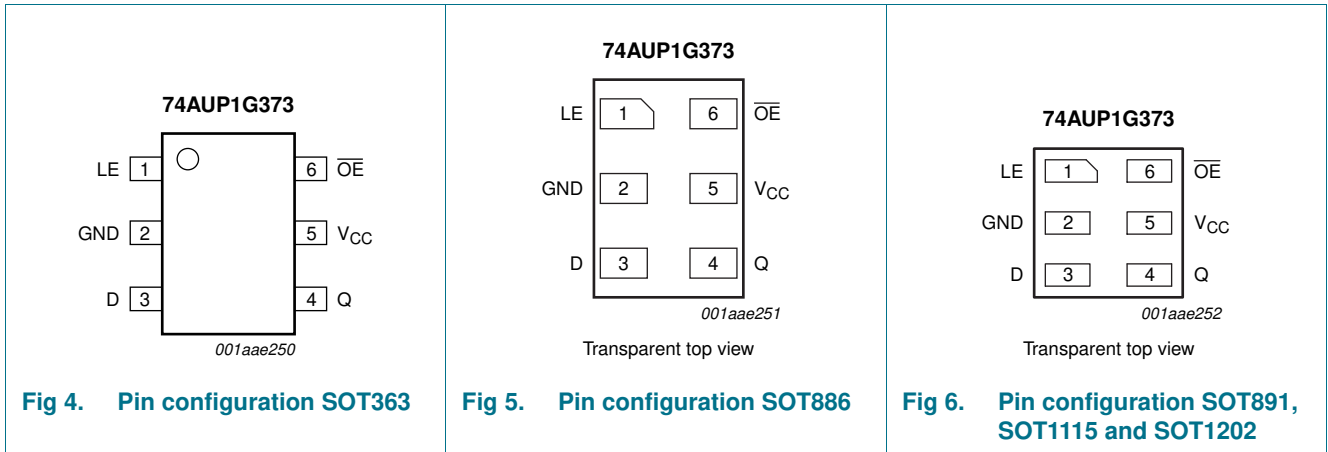 74AUP1G373
LE 1 6 OE
GND 2 5 VCC
D 3 4 Q
001aae250
Fig 4. Pin configuration SOT363
74AUP1G373
LE 1 6 OE
GND 2 5 VCC
D 3 4 Q
001aae251
Transparent top view
Fig 5. Pin configuration SOT886
74AUP1G373
LE 1 6 OE
GND 2 5 VCC
D 3 4 Q
001aae252
Transparent top view
Fig 6. Pin configuration SOT891,
SOT1115 and SOT1202